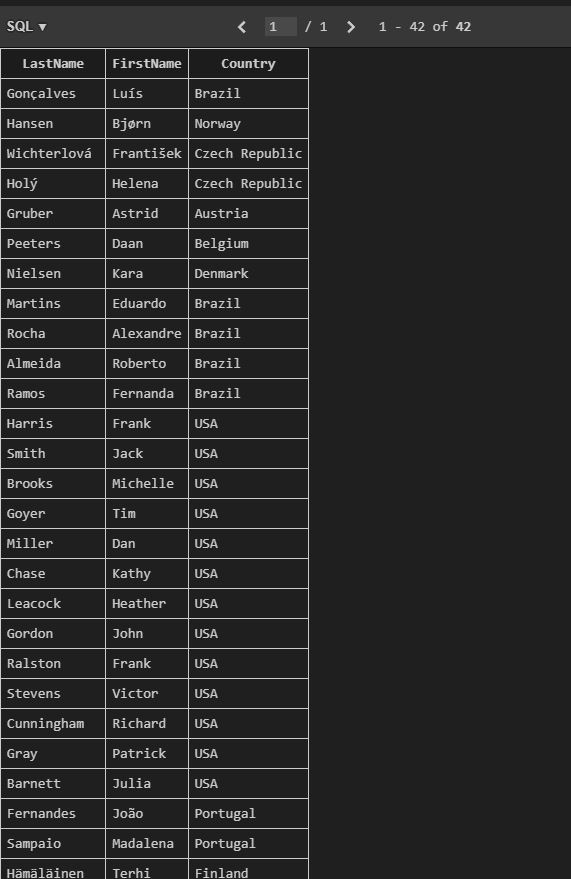 SQL ▼ 1 / 1 1 - 42 of 42
LastName FirstName Country
Gonçalves Luís Brazil
Hansen Bjørn Norway
Wichterlová František Czech Republic
Holý Helena Czech Republic
Gruber Astrid Austria
Peeters Daan Belgium
Nielsen Kara Denmark
Martins Eduardo Brazil
Rocha Alexandre Brazil
Almeida Roberto Brazil
Ramos Fernanda Brazil
Harris Frank USA
Smith Jack USA
Brooks Michelle USA
Goyer Tim USA
Miller Dan USA
Chase Kathy USA
Leacock Heather USA
Gordon John USA
Ralston Frank USA
Stevens Victor USA
Cunningham Richard USA
Gray Patrick USA
Barnett Julia USA
Fernandes João Portugal
Sampaio Madalena Portugal
Hämäläinen Terhi Finland